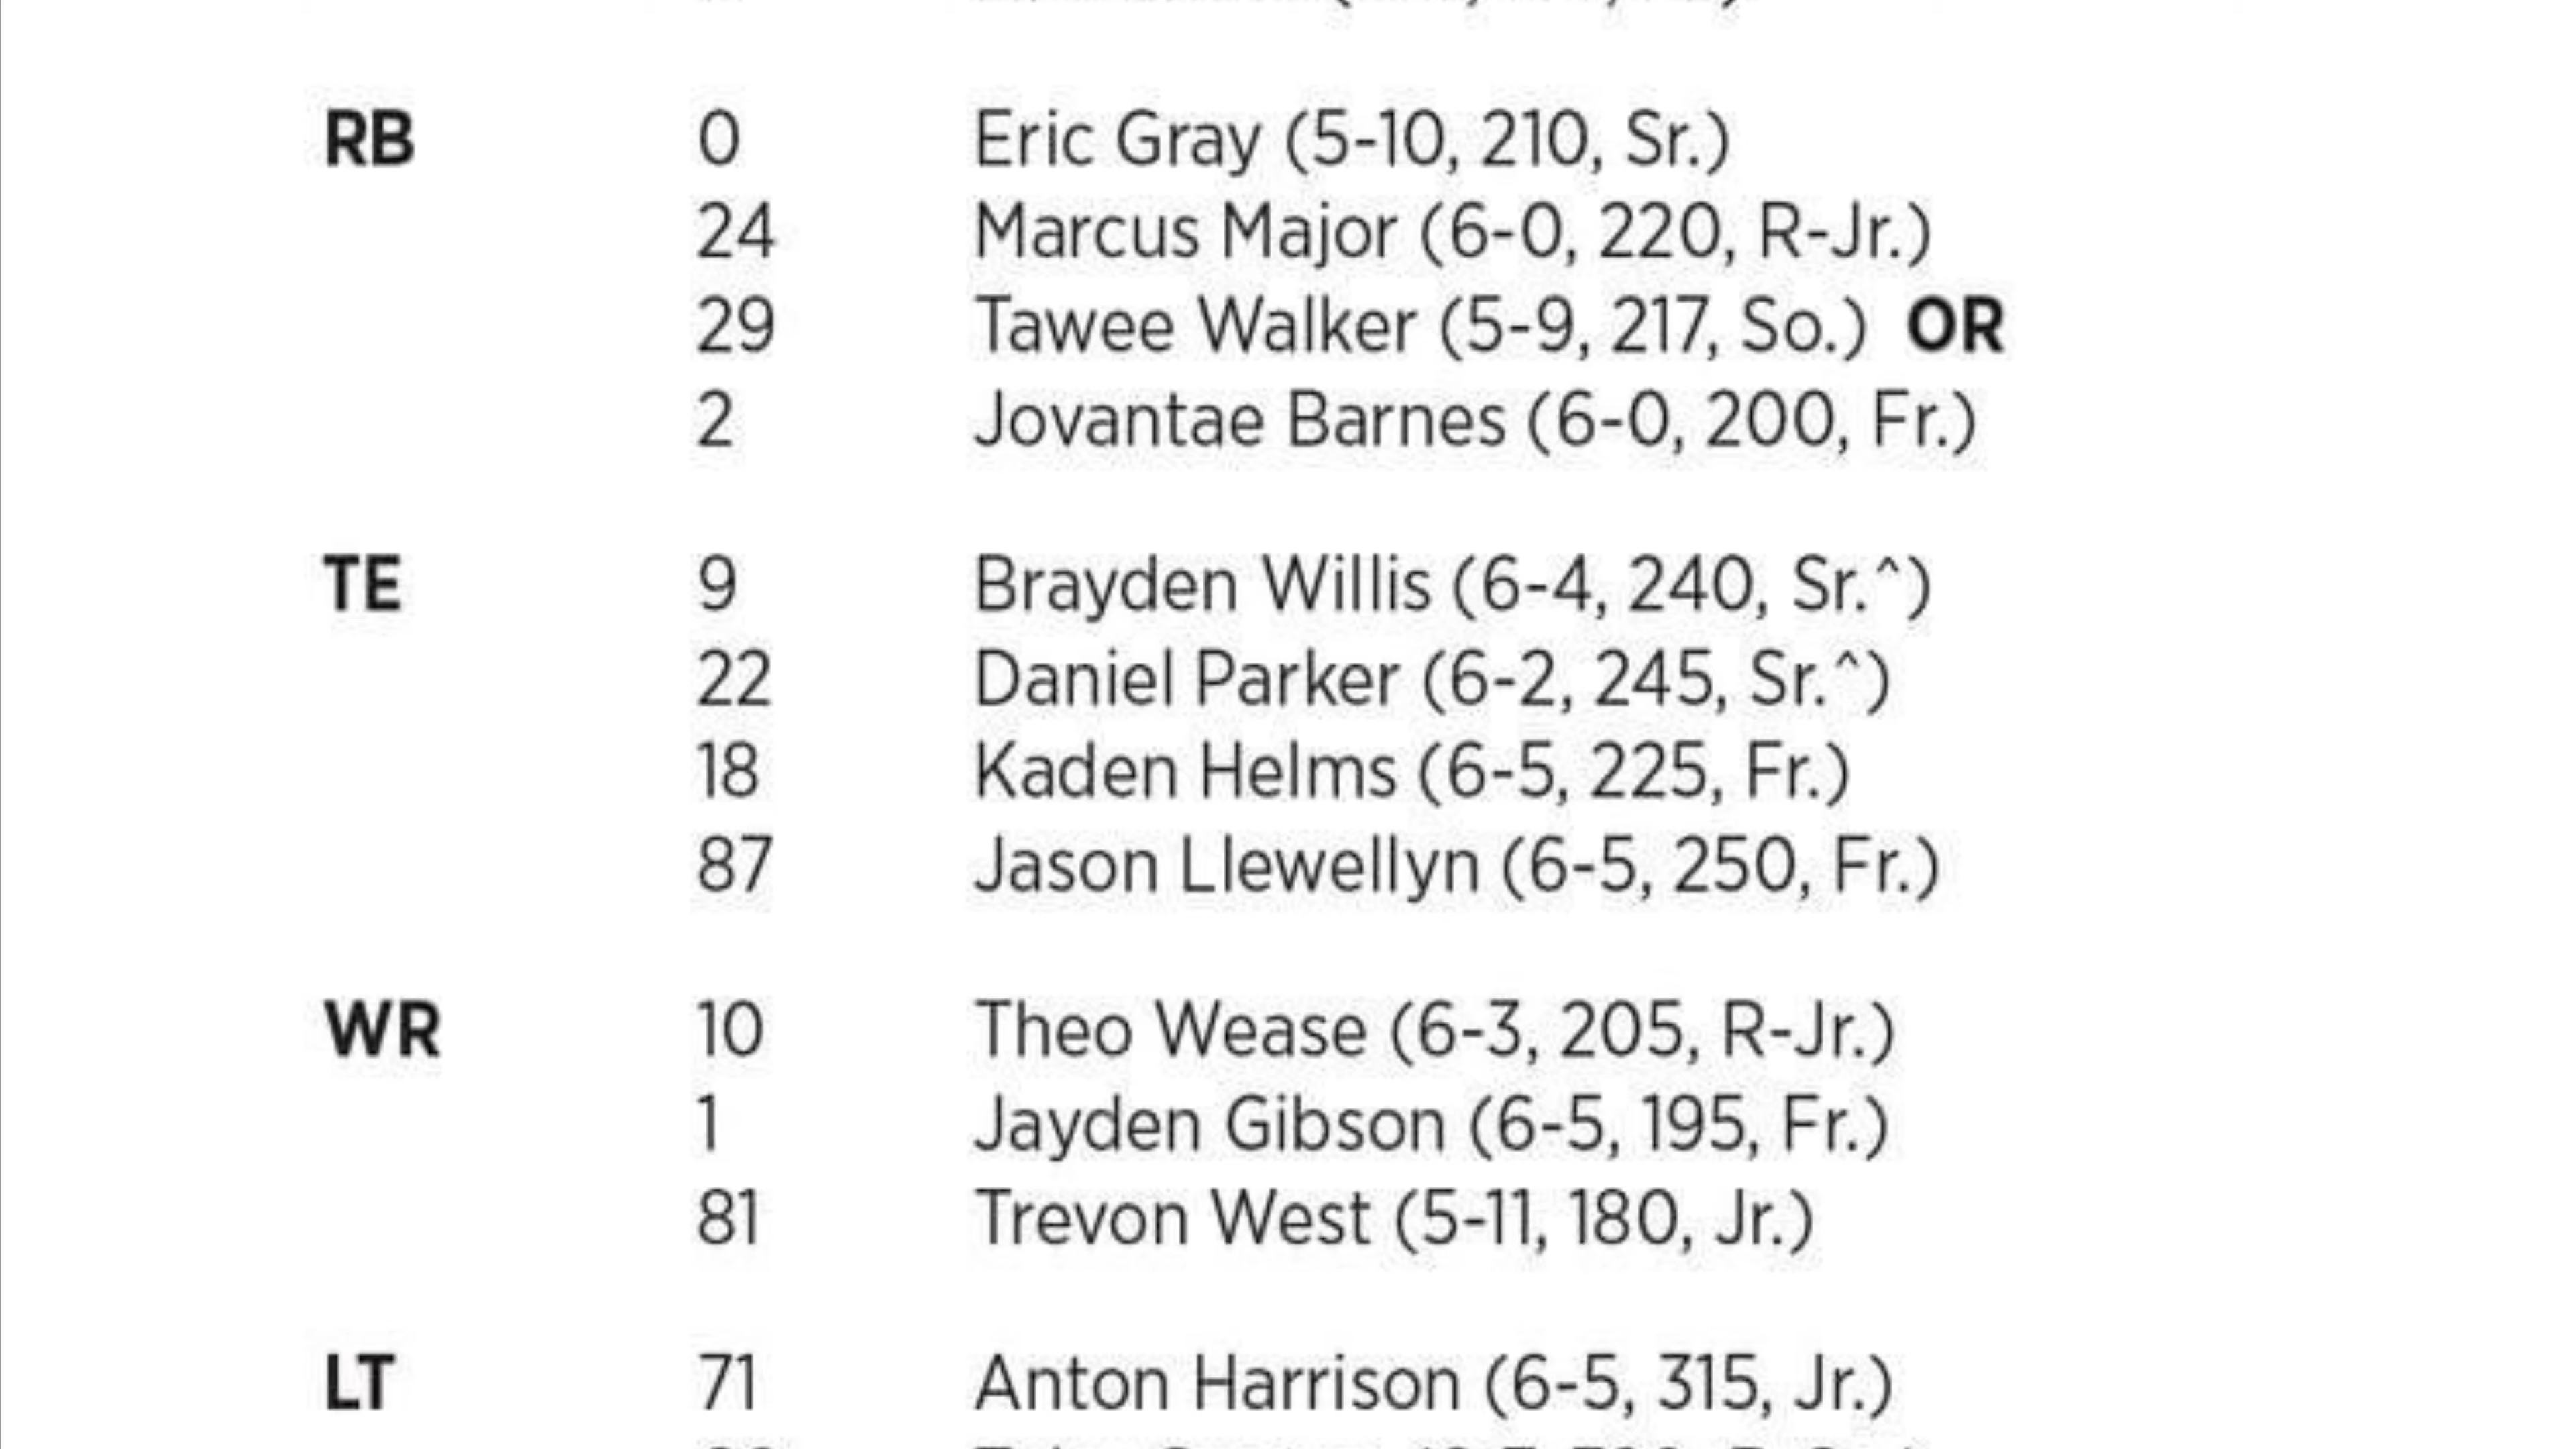 RB 0 Eric Gray (5-10, 210, Sr.)
24 Marcus Major (6-0, 220, R-Jr.)
29 Tawee Walker (5-9, 217, So.) OR
2 Jovantae Barnes (6-0, 200, Fr.)
TE 9 Brayden Willis (6-4, 240, Sr.^)
22 Daniel Parker (6-2, 245, Sr.^)
18 Kaden Helms (6-5, 225, Fr.)
87 Jason Llewellyn (6-5, 250, Fr.)
WR 10 Theo Wease (6-3, 205, R-Jr.)
1 Jayden Gibson (6-5, 195, Fr.)
81 Trevon West (5-11, 180, Jr.)
LT 71 Anton Harrison (6-5, 315, Jr.)